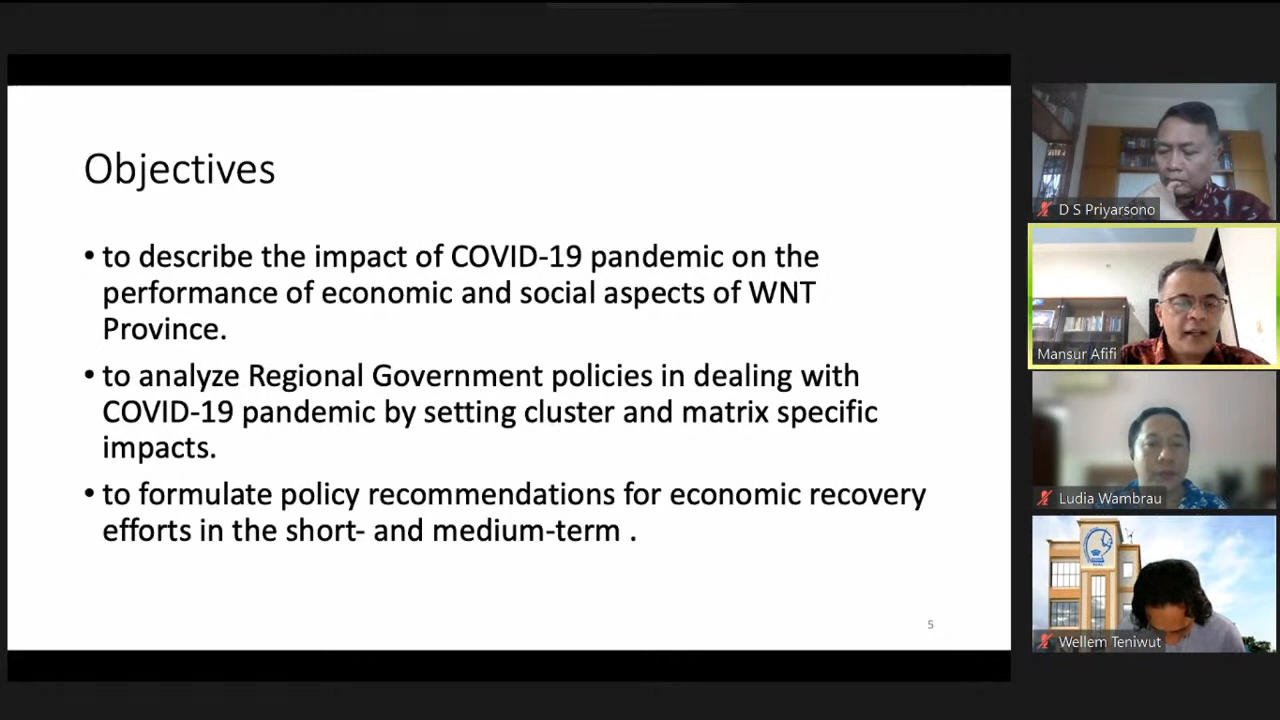 Objectives
• to describe the impact of COVID-19 pandemic on the
performance of economic and social aspects of WNT
Province.
• to analyze Regional Government policies in dealing with
COVID-19 pandemic by setting cluster and matrix specific
impacts.
• to formulate policy recommendations for economic recovery
efforts in the short- and medium-term .
5
D S Priyarsono
Mansur Afifi
Ludia Wambrau
Wellem Teniwut